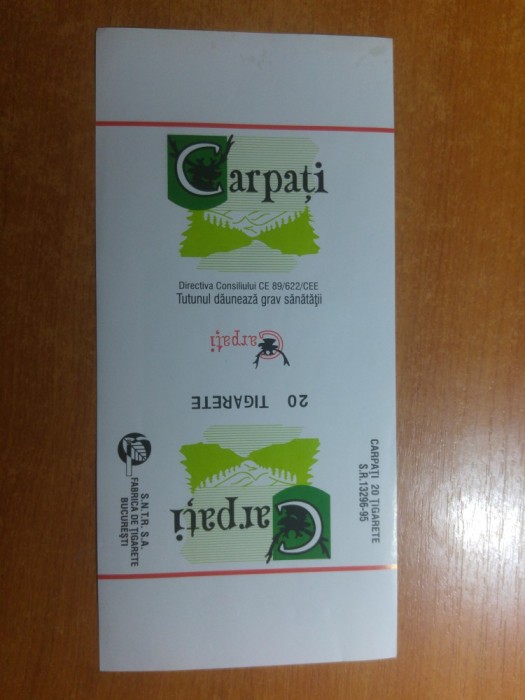 Carpați
Directiva Consiliului CE 89/622/CEE
Tutunul dăunează grav sănătății
Carpați
20 TIGARETE
Carpați
CARPAȚI 20 ȚIGARETE
S.R.13296-95
S.N.T.R. S.A.
FABRICA DE ȚIGARETE
BUCUREȘTI